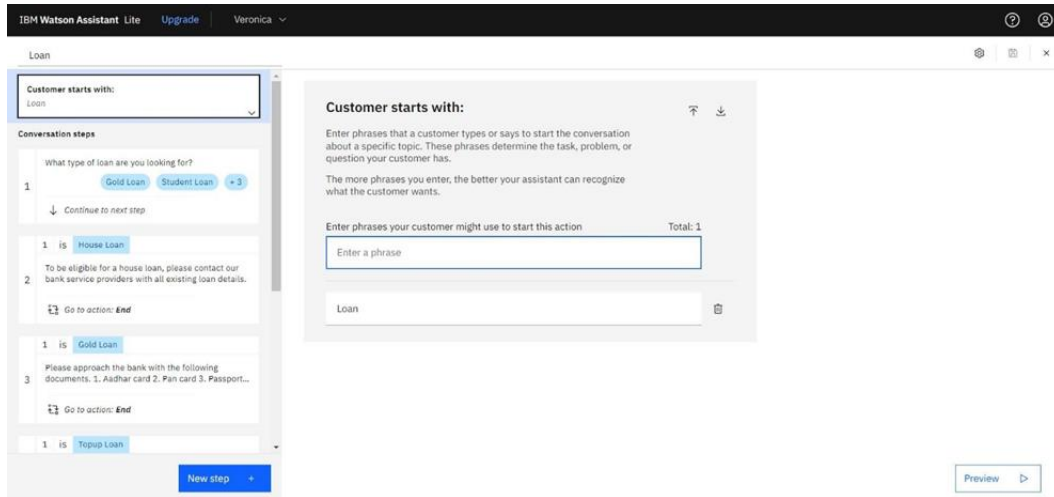 IBM Watson Assistant Lite Upgrade Veronica
Loan
Customer starts with:
Loan
Conversation steps
1
What type of loan are you looking for?
Gold Loan Student Loan + 3
Continue to next step
2
1 is House Loan
To be eligible for a house loan, please contact our
bank service providers with all existing loan details.
Go to action: End
3
1 is Gold Loan
Please approach the bank with the following
documents. 1. Aadhar card 2. Pan card 3. Passport...
Go to action: End
1 is Topup Loan
New step +
Customer starts with:
Enter phrases that a customer types or says to start the conversation
about a specific topic. These phrases determine the task, problem, or
question your customer has.
The more phrases you enter, the better your assistant can recognize
what the customer wants.
Enter phrases your customer might use to start this action Total: 1
Enter a phrase
Loan
Preview